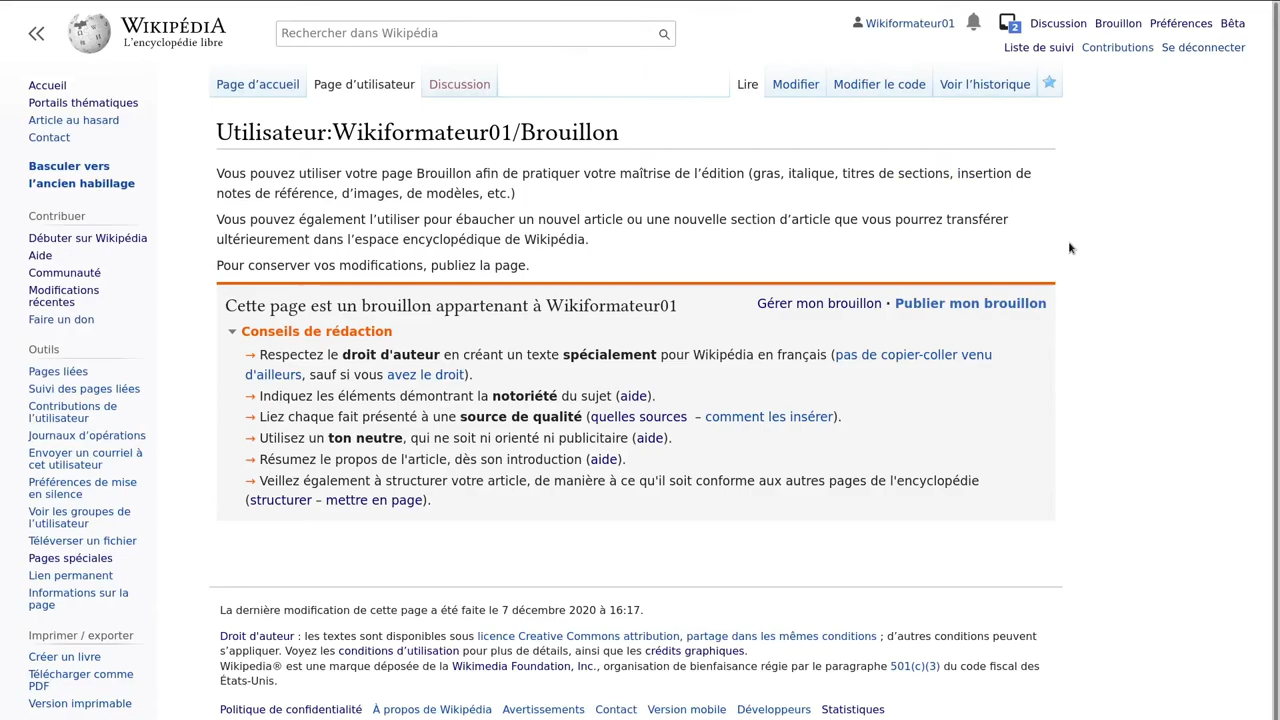 WIKIPÉDIA
L'encyclopédie libre
Rechercher dans Wikipédia
Wikiformateur01 2 Discussion Brouillon Préférences Bêta
Liste de suivi Contributions Se déconnecter
Page d’accueil Page d’utilisateur Discussion Lire Modifier Modifier le code Voir l’historique
Accueil
Portails thématiques
Article au hasard
Contact
Basculer vers
l’ancien habillage
Contribuer
Débuter sur Wikipédia
Aide
Communauté
Modifications
récentes
Faire un don
Outils
Pages liées
Suivi des pages liées
Contributions de
l’utilisateur
Journaux d’opérations
Envoyer un courriel à
cet utilisateur
Préférences de mise
en silence
Voir les groupes de
l’utilisateur
Téléverser un fichier
Pages spéciales
Lien permanent
Informations sur la
page
Imprimer / exporter
Créer un livre
Télécharger comme
PDF
Version imprimable
Utilisateur:Wikiformateur01/Brouillon
Vous pouvez utiliser votre page Brouillon afin de pratiquer votre maîtrise de l’édition (gras, italique, titres de sections, insertion de
notes de référence, d’images, de modèles, etc.)
Vous pouvez également l’utiliser pour ébaucher un nouvel article ou une nouvelle section d’article que vous pourrez transférer
ultérieurement dans l’espace encyclopédique de Wikipédia.
Pour conserver vos modifications, publiez la page.
Cette page est un brouillon appartenant à Wikiformateur01 Gérer mon brouillon · Publier mon brouillon
Conseils de rédaction
→ Respectez le droit d'auteur en créant un texte spécialement pour Wikipédia en français (pas de copier-coller venu
d'ailleurs, sauf si vous avez le droit).
→ Indiquez les éléments démontrant la notoriété du sujet (aide).
→ Liez chaque fait présenté à une source de qualité (quelles sources – comment les insérer).
→ Utilisez un ton neutre, qui ne soit ni orienté ni publicitaire (aide).
→ Résumez le propos de l'article, dès son introduction (aide).
→ Veillez également à structurer votre article, de manière à ce qu'il soit conforme aux autres pages de l'encyclopédie
(structurer – mettre en page).
La dernière modification de cette page a été faite le 7 décembre 2020 à 16:17.
Droit d'auteur : les textes sont disponibles sous licence Creative Commons attribution, partage dans les mêmes conditions ; d’autres conditions peuvent
s’appliquer. Voyez les conditions d’utilisation pour plus de détails, ainsi que les crédits graphiques.
Wikipedia® est une marque déposée de la Wikimedia Foundation, Inc., organisation de bienfaisance régie par le paragraphe 501(c)(3) du code fiscal des
États-Unis.
Politique de confidentialité À propos de Wikipédia Avertissements Contact Version mobile Développeurs Statistiques